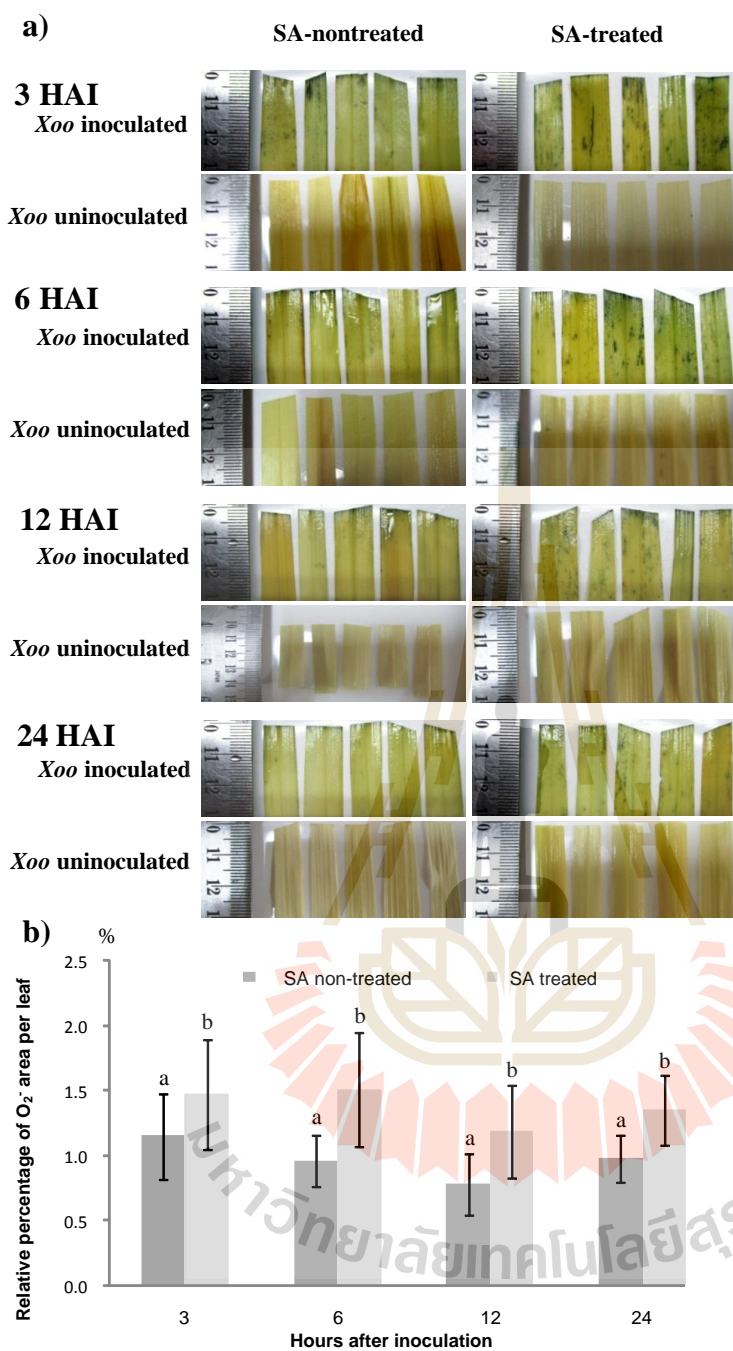 a)
SA-nontreated SA-treated
3 HAI
Xoo inoculated
Xoo uninoculated
6 HAI
Xoo inoculated
Xoo uninoculated
12 HAI
Xoo inoculated
Xoo uninoculated
24 HAI
Xoo inoculated
Xoo uninoculated
b)
%
2.5
2.0
1.5
1.0
0.5
0.0
Relative percentage of O₂⁻ area per leaf
SA non-treated SA treated
a b a b a b a b
3 6 12 24
Hours after inoculation
มหาวิทยาลัยเทคโนโลยีสุร